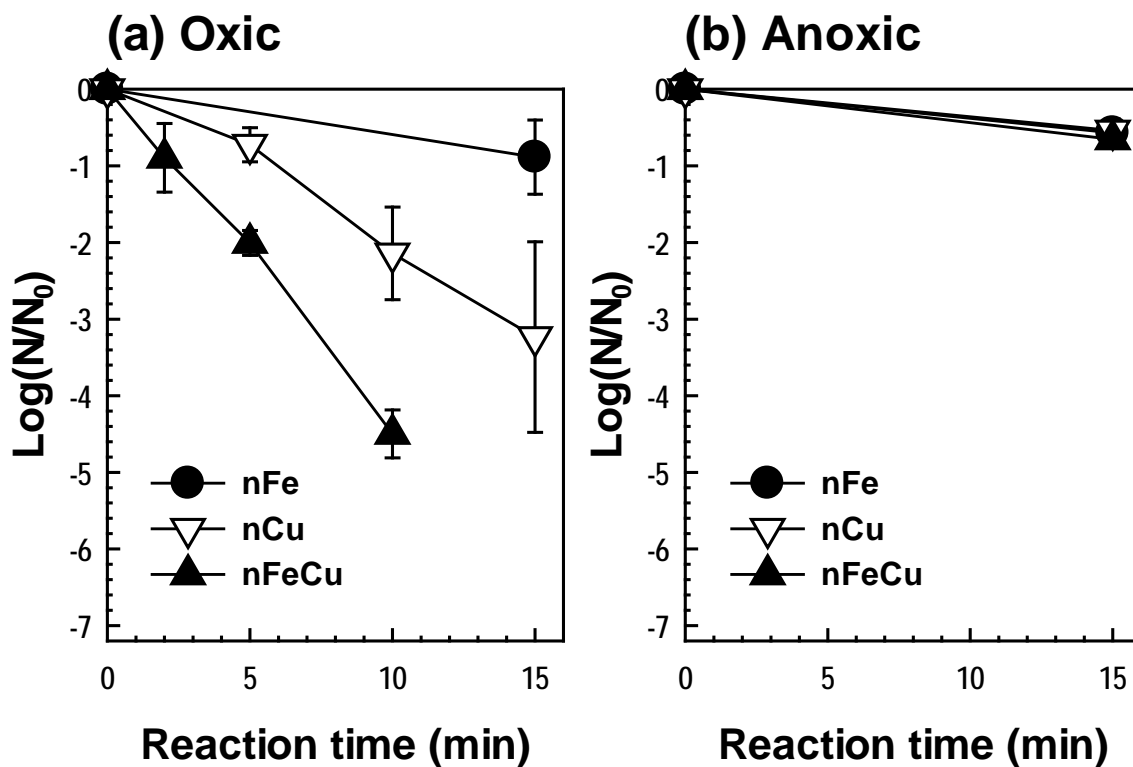 (a) Oxic
0
-1
-2
-3
-4
-5
-6
-7
Log(N/N0)
nFe
nCu
nFeCu
0 5 10 15
Reaction time (min)
(b) Anoxic
0
-1
-2
-3
-4
-5
-6
-7
Log(N/N0)
nFe
nCu
nFeCu
0 5 10 15
Reaction time (min)